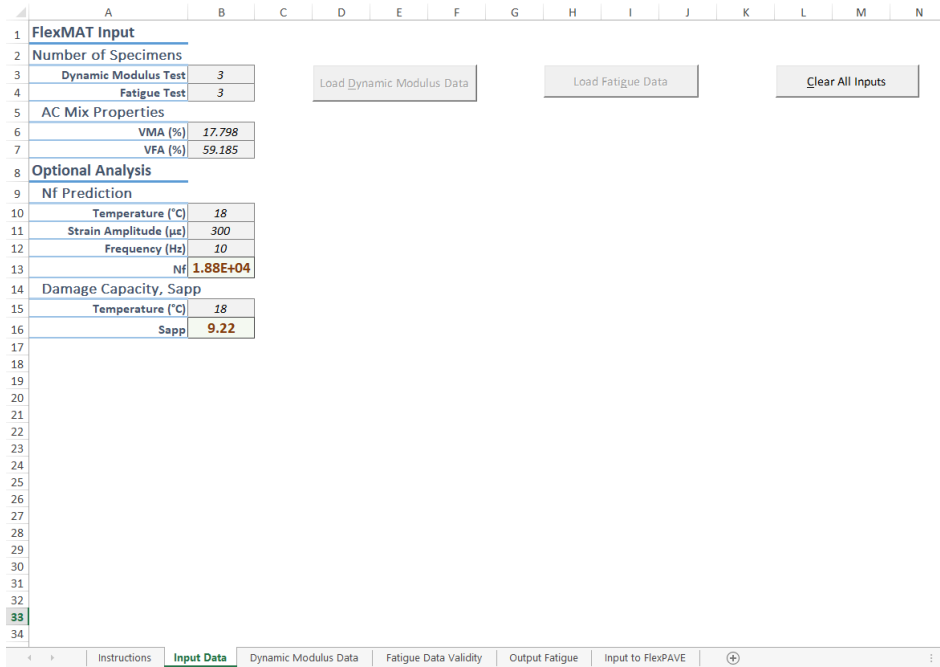 A B C D E F G H I J K L M N
1 FlexMAT Input
2 Number of Specimens
3 Dynamic Modulus Test 3 Load Dynamic Modulus Data Load Fatigue Data Clear All Inputs
4 Fatigue Test 3
5 AC Mix Properties
6 VMA (%) 17.798
7 VFA (%) 59.185
8 Optional Analysis
9 Nf Prediction
10 Temperature (°C) 18
11 Strain Amplitude (με) 300
12 Frequency (Hz) 10
13 Nf 1.88E+04
14 Damage Capacity, Sapp
15 Temperature (°C) 18
16 Sapp 9.22
17
18
19
20
21
22
23
24
25
26
27
28
29
30
31
32
33
34
Instructions Input Data Dynamic Modulus Data Fatigue Data Validity Output Fatigue Input to FlexPAVE